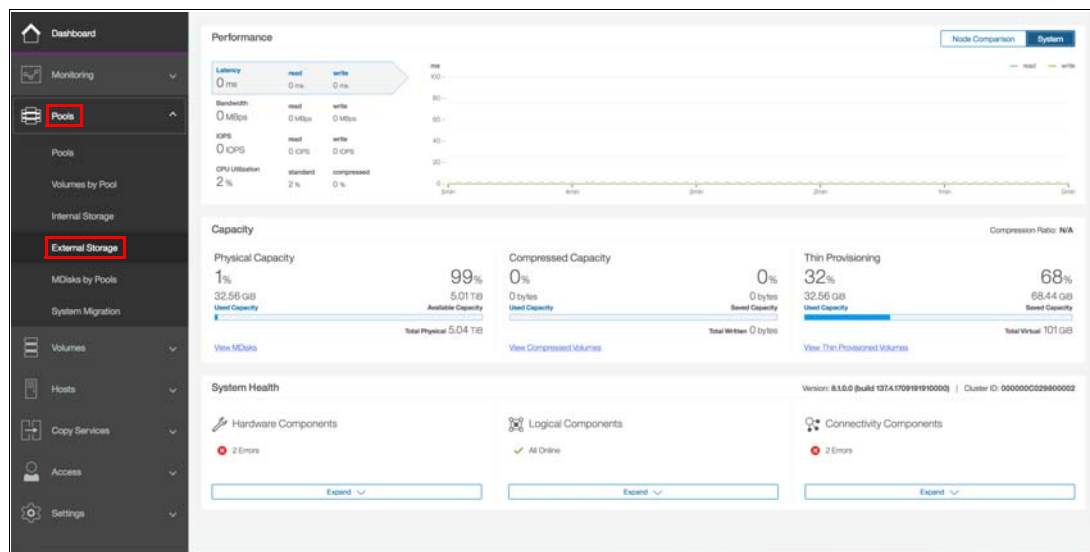 Dashboard
Monitoring
Pools
Pools
Volumes by Pool
Internal Storage
External Storage
MDisks by Pools
System Migration
Volumes
Hosts
Copy Services
Access
Settings
Performance
Node Comparison System
Latency read write
0 ms 0 ms 0 ms
Bandwidth read write
0 MBps 0 MBps 0 MBps
IOPS read write
0 IOPS 0 IOPS 0 IOPS
CPU Utilization standard compressed
2 % 2 % 0 %
ms read write
100
80
60
40
20
0
5min 4min 3min 2min 1min 0min
Capacity Compression Ratio: N/A
Physical Capacity
1% 99%
32.56 GiB 5.01 TiB
Used Capacity Available Capacity
Total Physical 5.04 TiB
View MDisks
Compressed Capacity
0% 0%
0 bytes 0 bytes
Used Capacity Saved Capacity
Total Written 0 bytes
View Compressed Volumes
Thin Provisioning
32% 68%
32.56 GiB 68.44 GiB
Used Capacity Saved Capacity
Total Virtual 101 GiB
View Thin Provisioned Volumes
System Health Version: 8.1.0.0 (build 137.4.1709191910000) | Cluster ID: 000000C029800002
Hardware Components
2 Errors
Expand
Logical Components
All Online
Expand
Connectivity Components
2 Errors
Expand